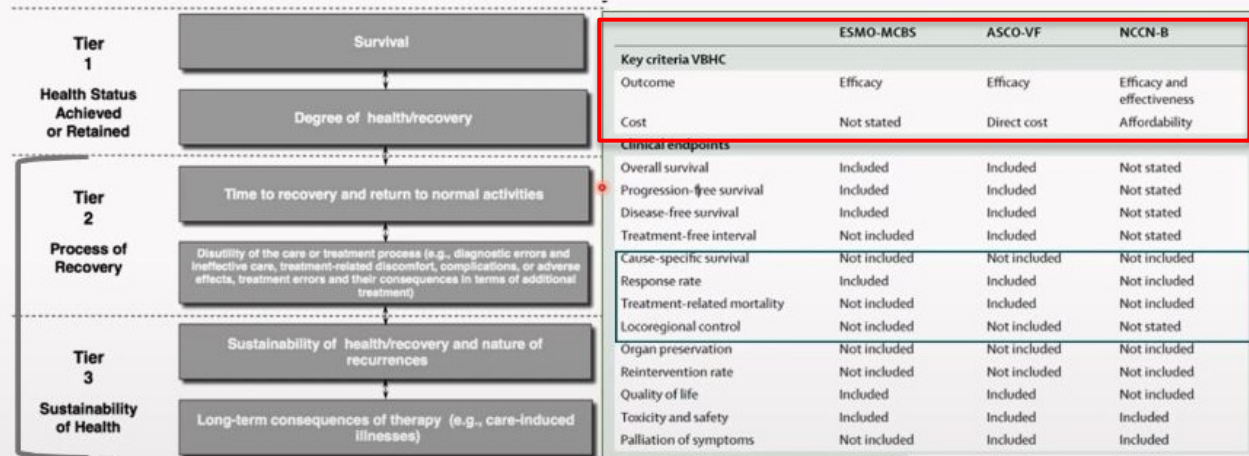 Tier
1
Health Status
Achieved
or Retained
Survival
Degree of health/recovery
Tier
2
Process of
Recovery
Time to recovery and return to normal activities
Disutility of the care or treatment process (e.g., diagnostic errors and
ineffective care, treatment-related discomfort, complications, or adverse
effects, treatment errors and their consequences in terms of additional
treatment)
Tier
3
Sustainability
of Health
Sustainability of health/recovery and nature of
recurrences
Long-term consequences of therapy (e.g., care-induced
illnesses)
ESMO-MCBS ASCO-VF NCCN-B
Key criteria VBHC
Outcome Efficacy Efficacy Efficacy and
effectiveness
Cost Not stated Direct cost Affordability
Clinical endpoints
Overall survival Included Included Not stated
Progression-free survival Included Included Not stated
Disease-free survival Included Included Not stated
Treatment-free interval Not included Included Not stated
Cause-specific survival Not included Not included Not included
Response rate Included Included Not included
Treatment-related mortality Not included Included Not included
Locoregional control Not included Not included Not stated
Organ preservation Not included Not included Not included
Reintervention rate Not included Not included Not included
Quality of life Included Included Not included
Toxicity and safety Included Included Included
Palliation of symptoms Not included Included Included